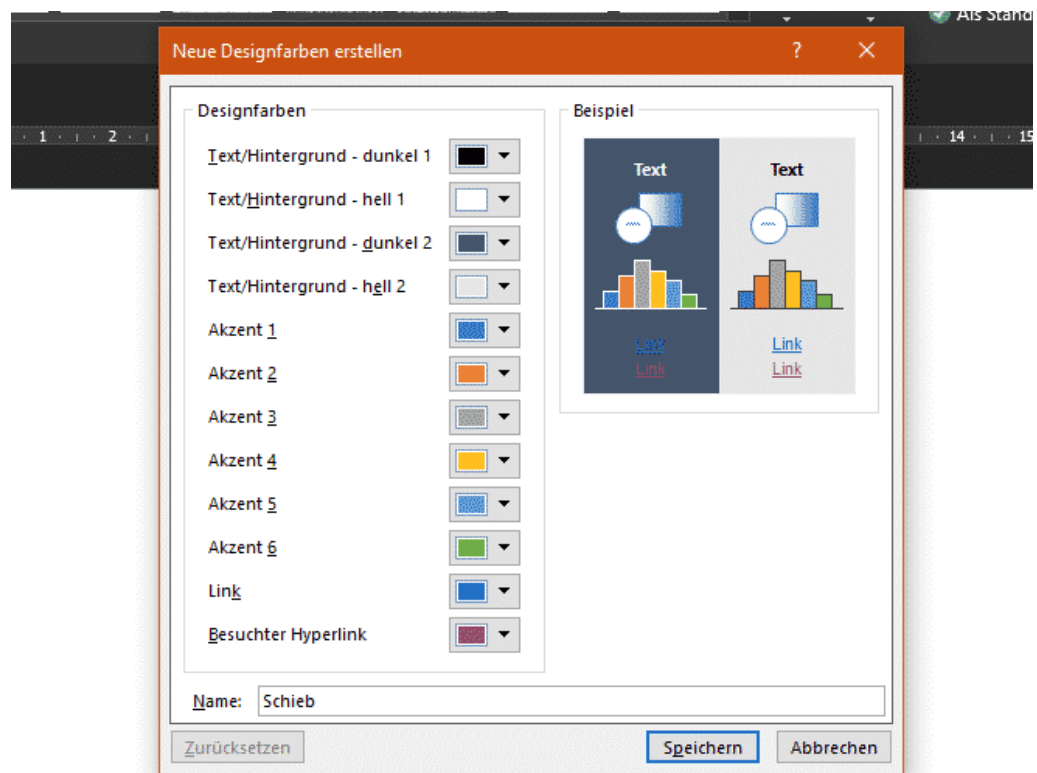 Als Stand
Neue Designfarben erstellen ? ×
1 2 14 15
Designfarben
Text/Hintergrund - dunkel 1
Text/Hintergrund - hell 1
Text/Hintergrund - dunkel 2
Text/Hintergrund - hell 2
Akzent 1
Akzent 2
Akzent 3
Akzent 4
Akzent 5
Akzent 6
Link
Besuchter Hyperlink
Beispiel
Text Text
Link Link
Link Link
Name: Schieb
Zurücksetzen Speichern Abbrechen